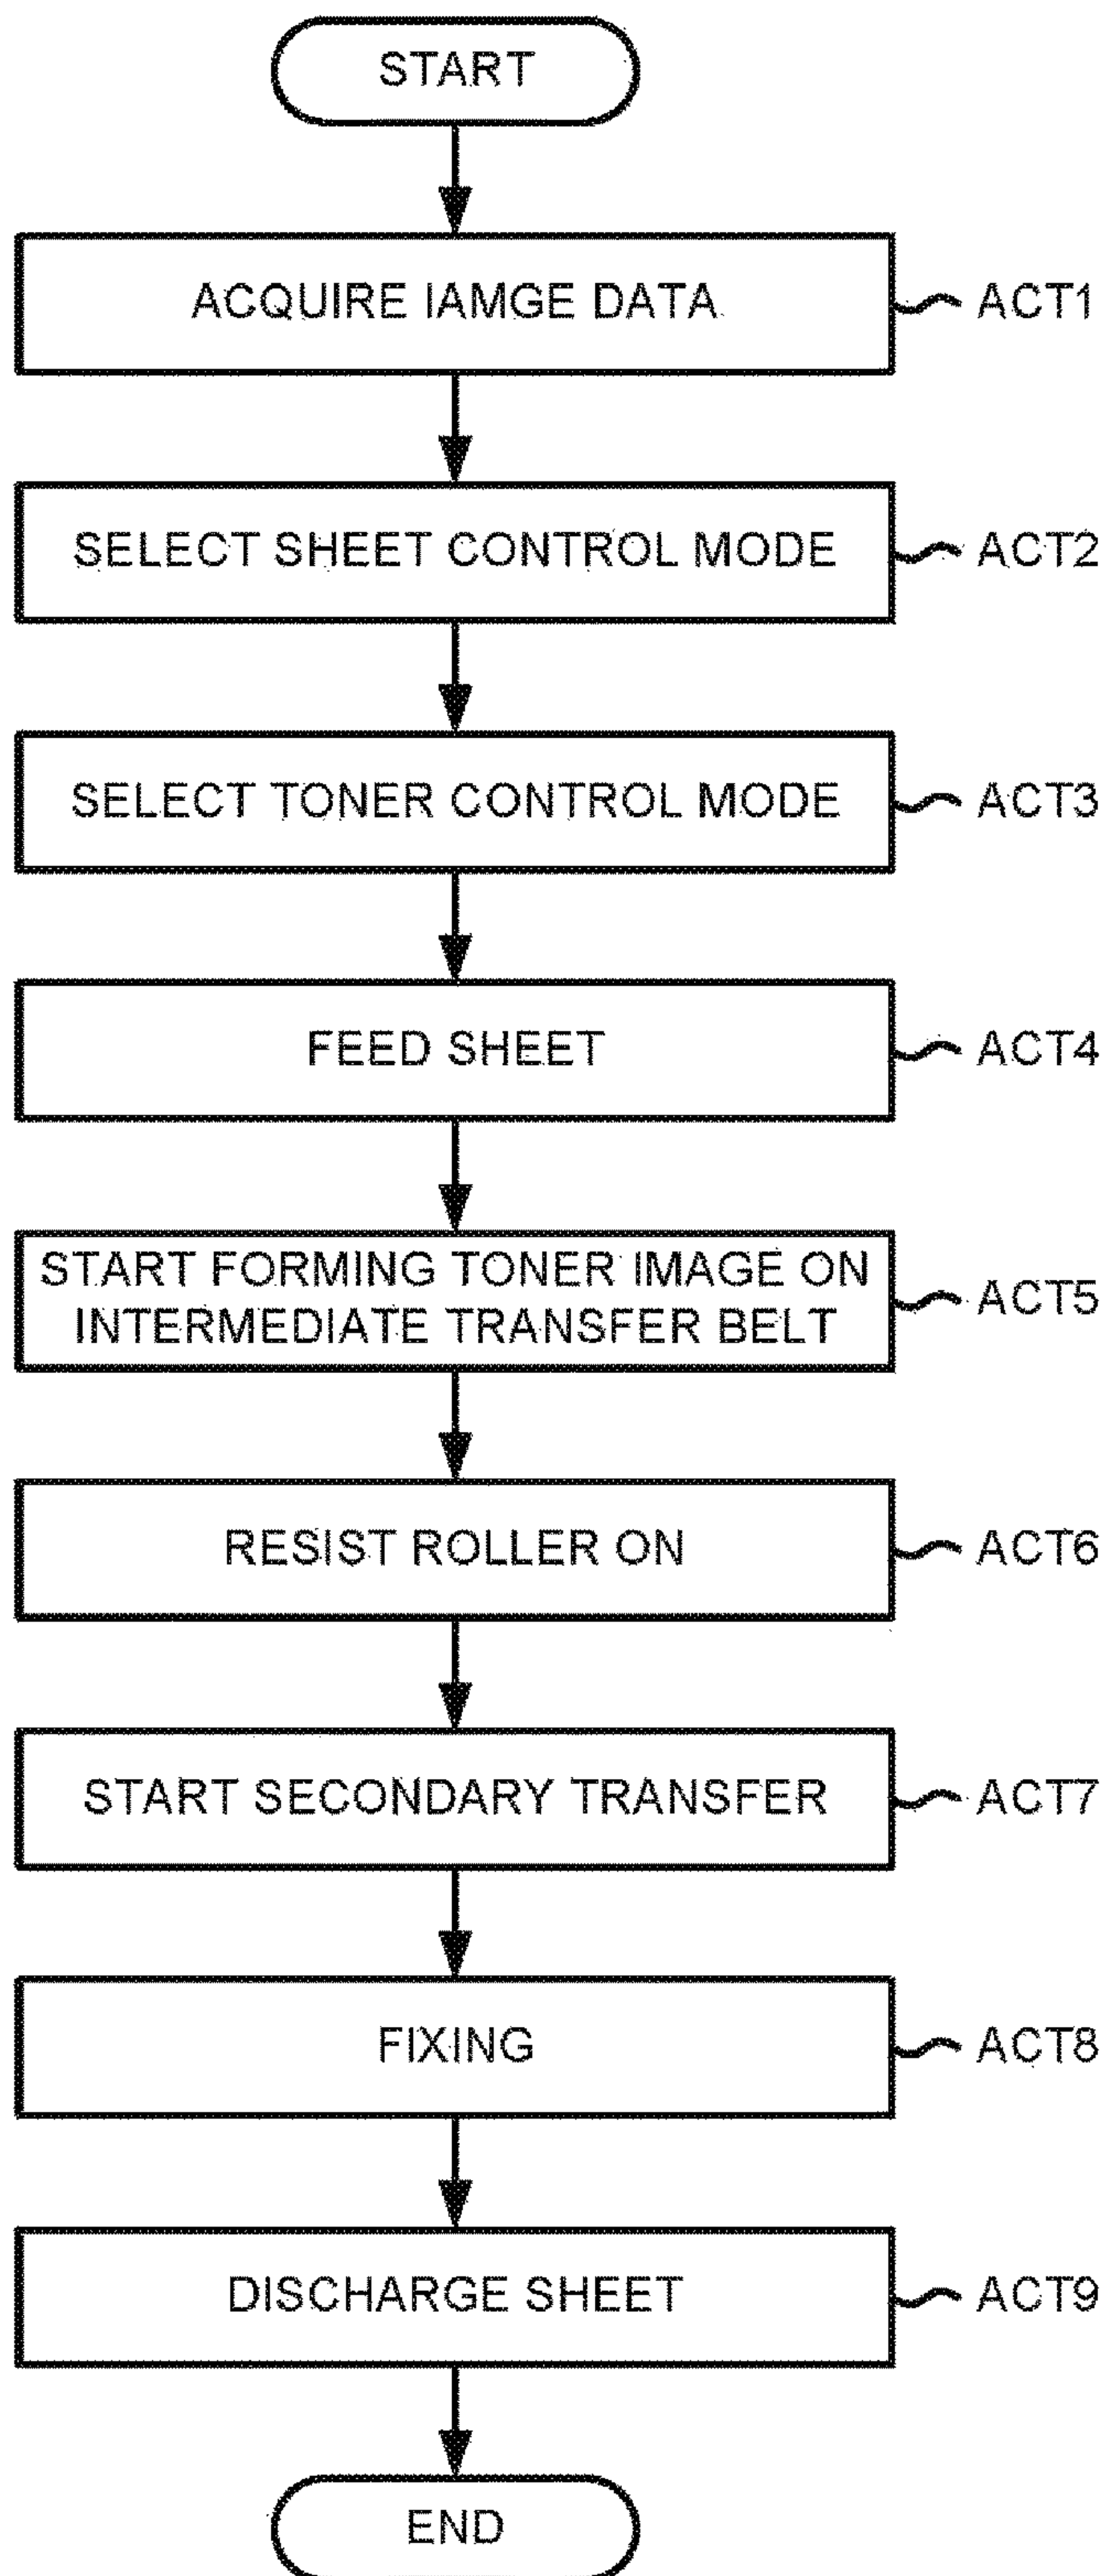 START
ACQUIRE IAMGE DATA
ACT1
SELECT SHEET CONTROL MODE
ACT2
SELECT TONER CONTROL MODE
ACT3
FEED SHEET
ACT4
START FORMING TONER IMAGE ON
INTERMEDIATE TRANSFER BELT
ACT5
RESIST ROLLER ON
ACT6
START SECONDARY TRANSFER
ACT7
FIXING
ACT8
DISCHARGE SHEET
ACT9
END